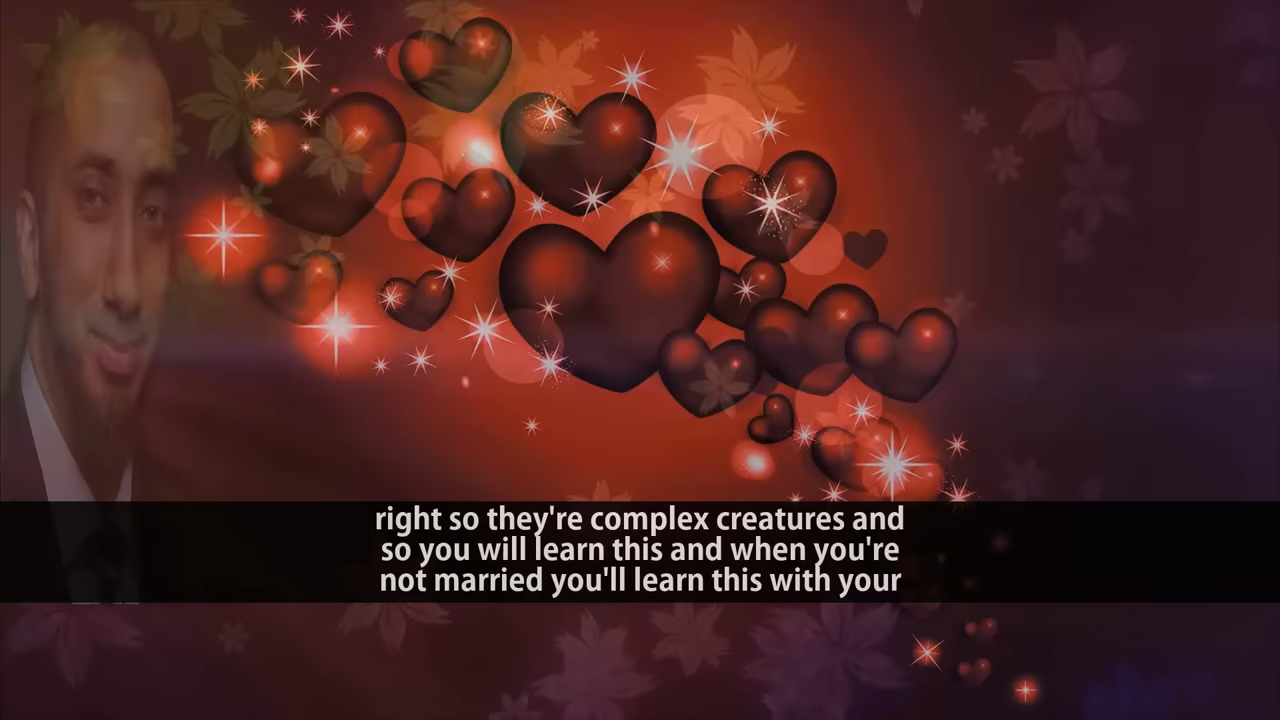 right so they're complex creatures and
so you will learn this and when you're
not married you'll learn this with your